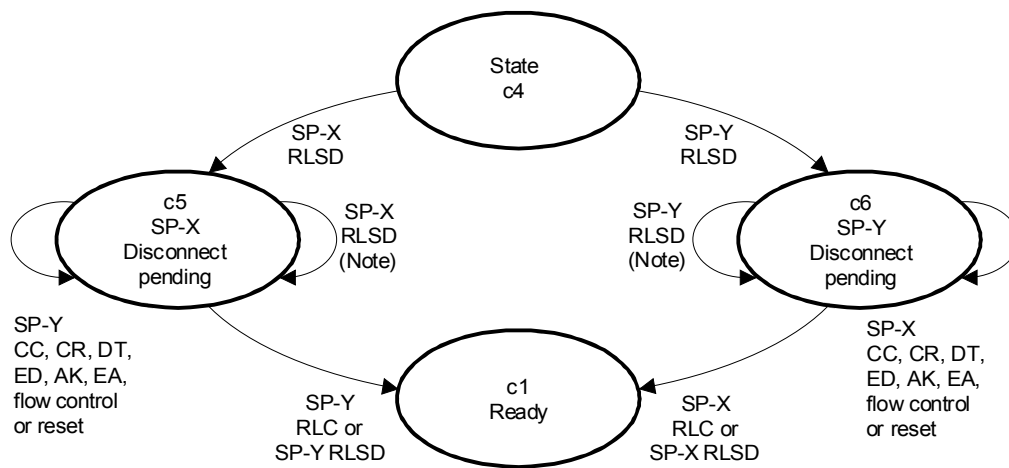 State
c4
SP-X
RLSD
SP-Y
RLSD
c5
SP-X
Disconnect
pending
SP-X
RLSD
(Note)
SP-Y
RLSD
(Note)
c6
SP-Y
Disconnect
pending
SP-Y
CC, CR, DT,
ED, AK, EA,
flow control
or reset
SP-Y
RLC or
SP-Y RLSD
c1
Ready
SP-X
RLC or
SP-X RLSD
SP-X
CC, CR, DT,
ED, AK, EA,
flow control
or reset